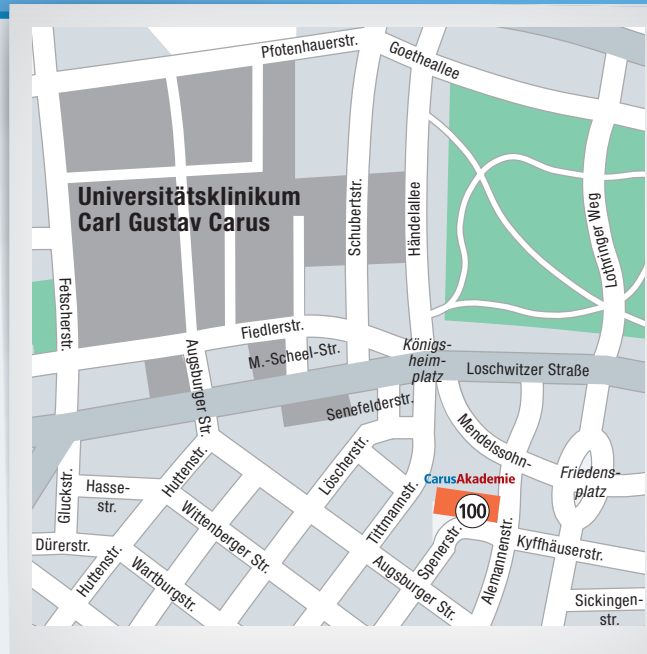 Pfotenhauerstr.
Goetheallee
Universitätsklinikum
Carl Gustav Carus
Schubertstr.
Händelallee
Lothringer Weg
Fetscherstr.
Fiedlerstr.
M.-Scheel-Str.
Augsburger Str.
Königs-
heim-
platz
Loschwitzer Straße
Senefelderstr.
Mendelssohn-
Friedens-
platz
Löscherstr.
Huttenstr.
Gluckstr.
Hasse-
str.
CarusAkademie
100
Tittmannstr.
Wittenberger Str.
Spenerstr.
Alemannenstr.
Kyffhäuserstr.
Dürerstr.
Huttenstr.
Wartburgstr.
Augsburger Str.
Sickingen-
str.